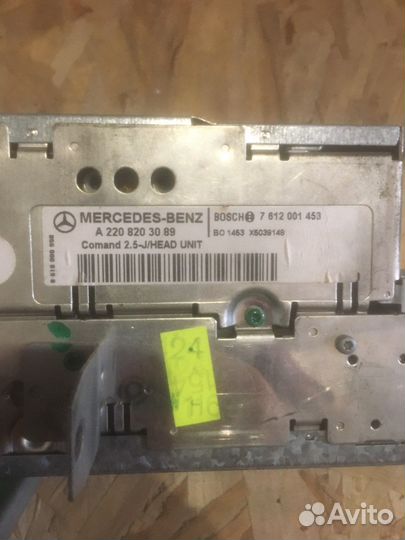 MERCEDES-BENZ
A 220 820 30 89
Comand 2.5-J/HEAD UNIT
BOSCH 7 612 001 453
BO 1453 X5039148
24
Avito